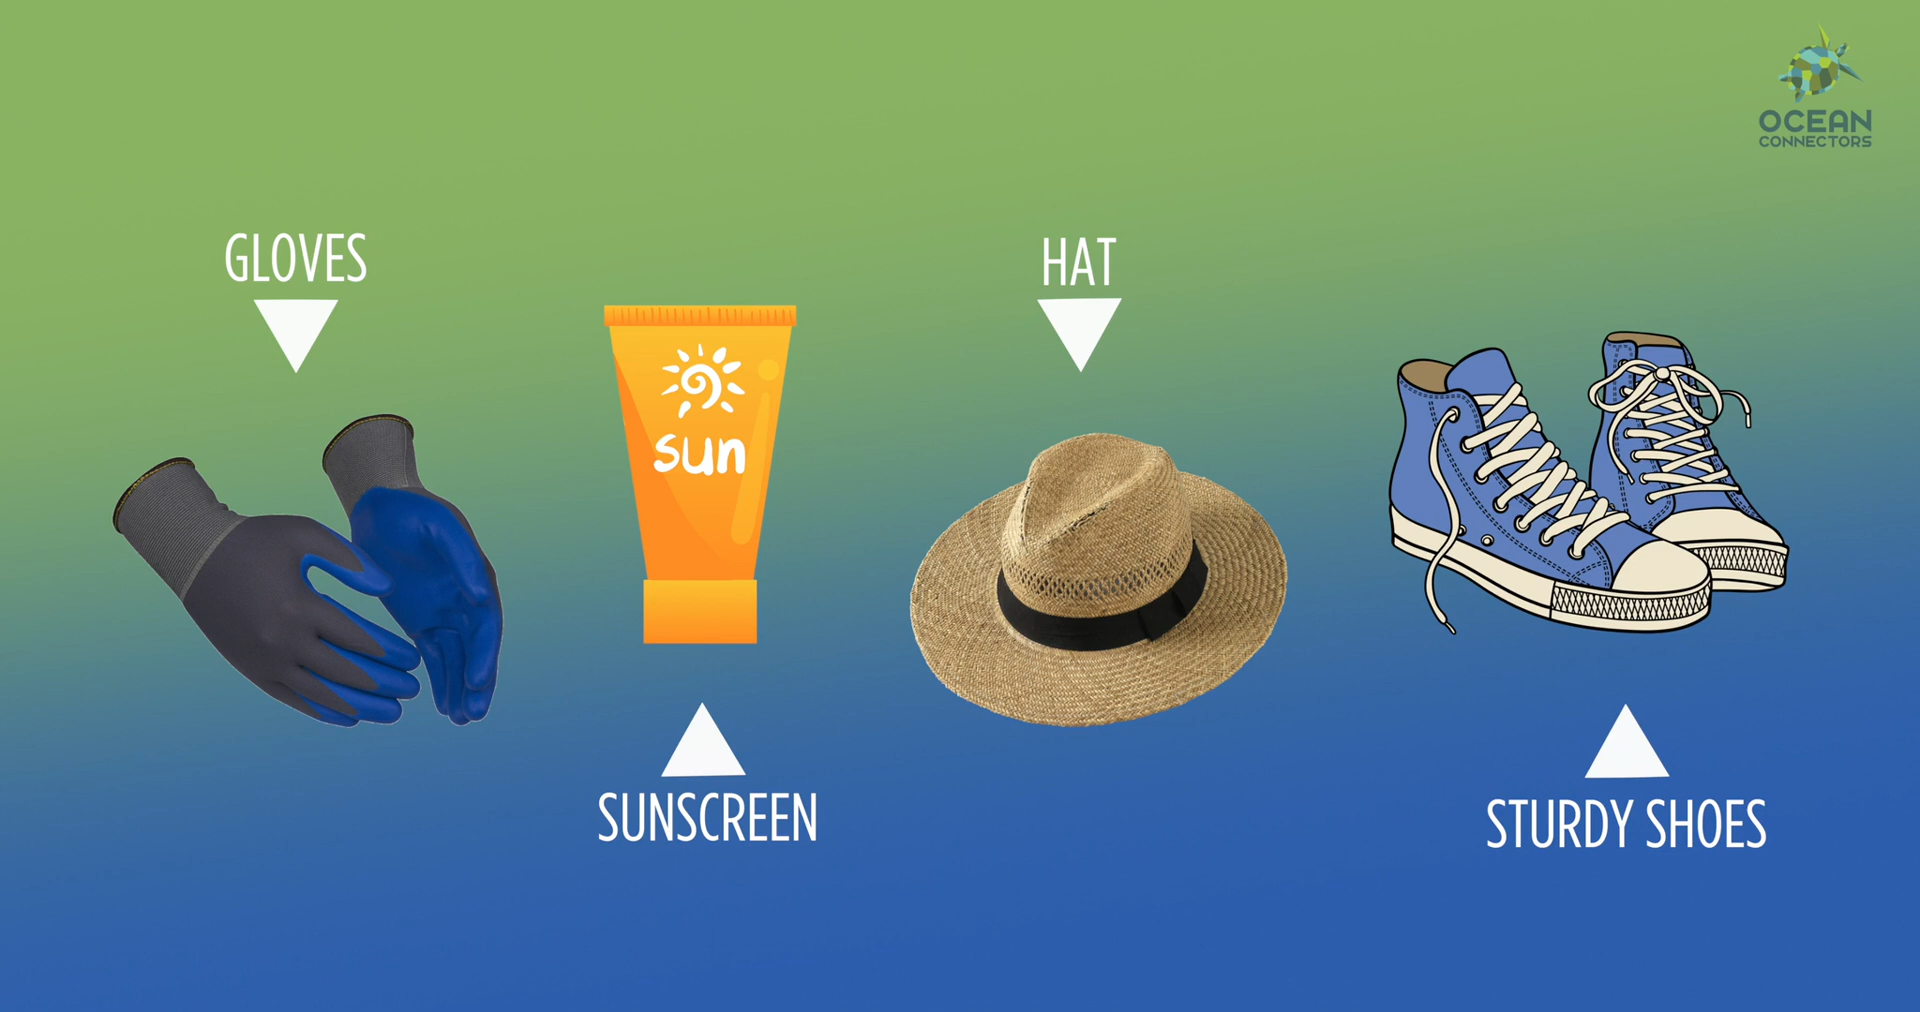 OCEAN
CONNECTORS
GLOVES
HAT
sun
SUNSCREEN
STURDY SHOES